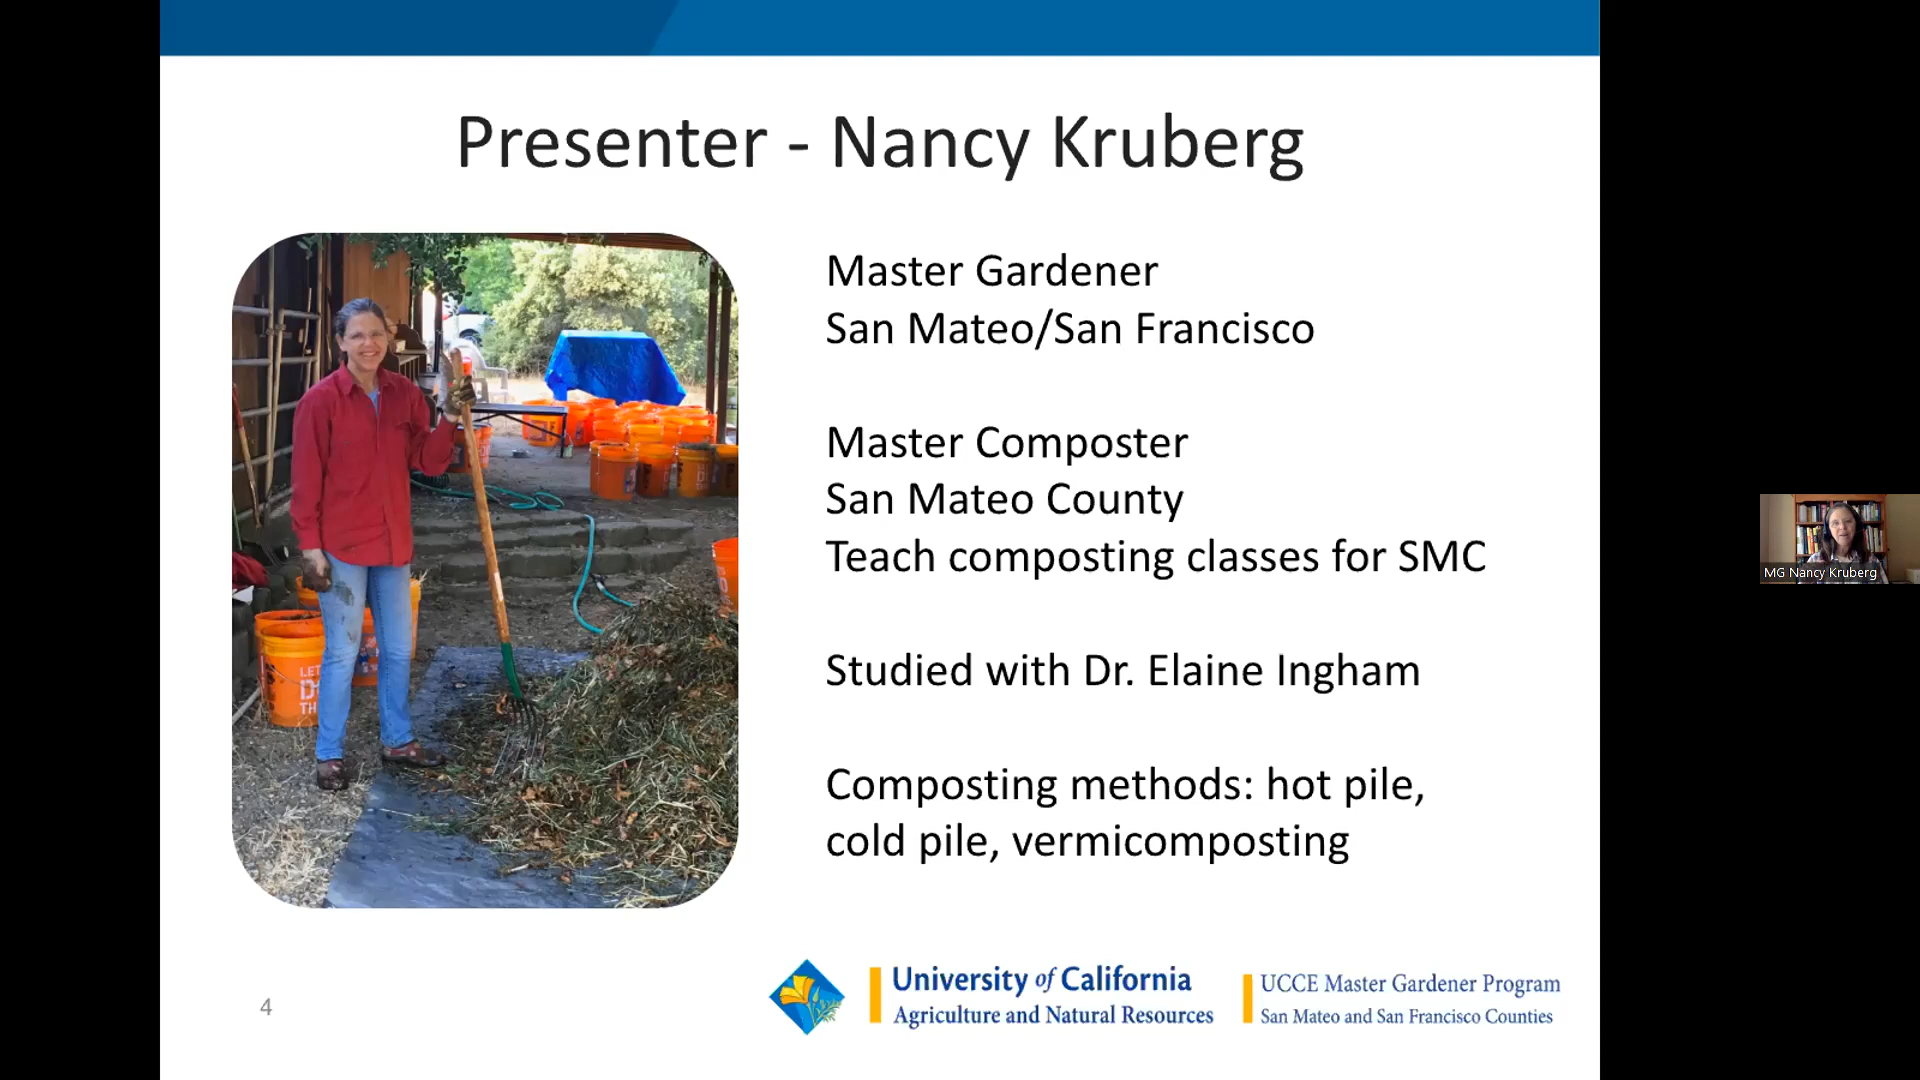 Presenter - Nancy Kruberg
Master Gardener
San Mateo/San Francisco
Master Composter
San Mateo County
Teach composting classes for SMC
Studied with Dr. Elaine Ingham
Composting methods: hot pile,
cold pile, vermicomposting
LET
D
TH
4
University of California
Agriculture and Natural Resources
UCCE Master Gardener Program
San Mateo and San Francisco Counties
MG Nancy Kruberg